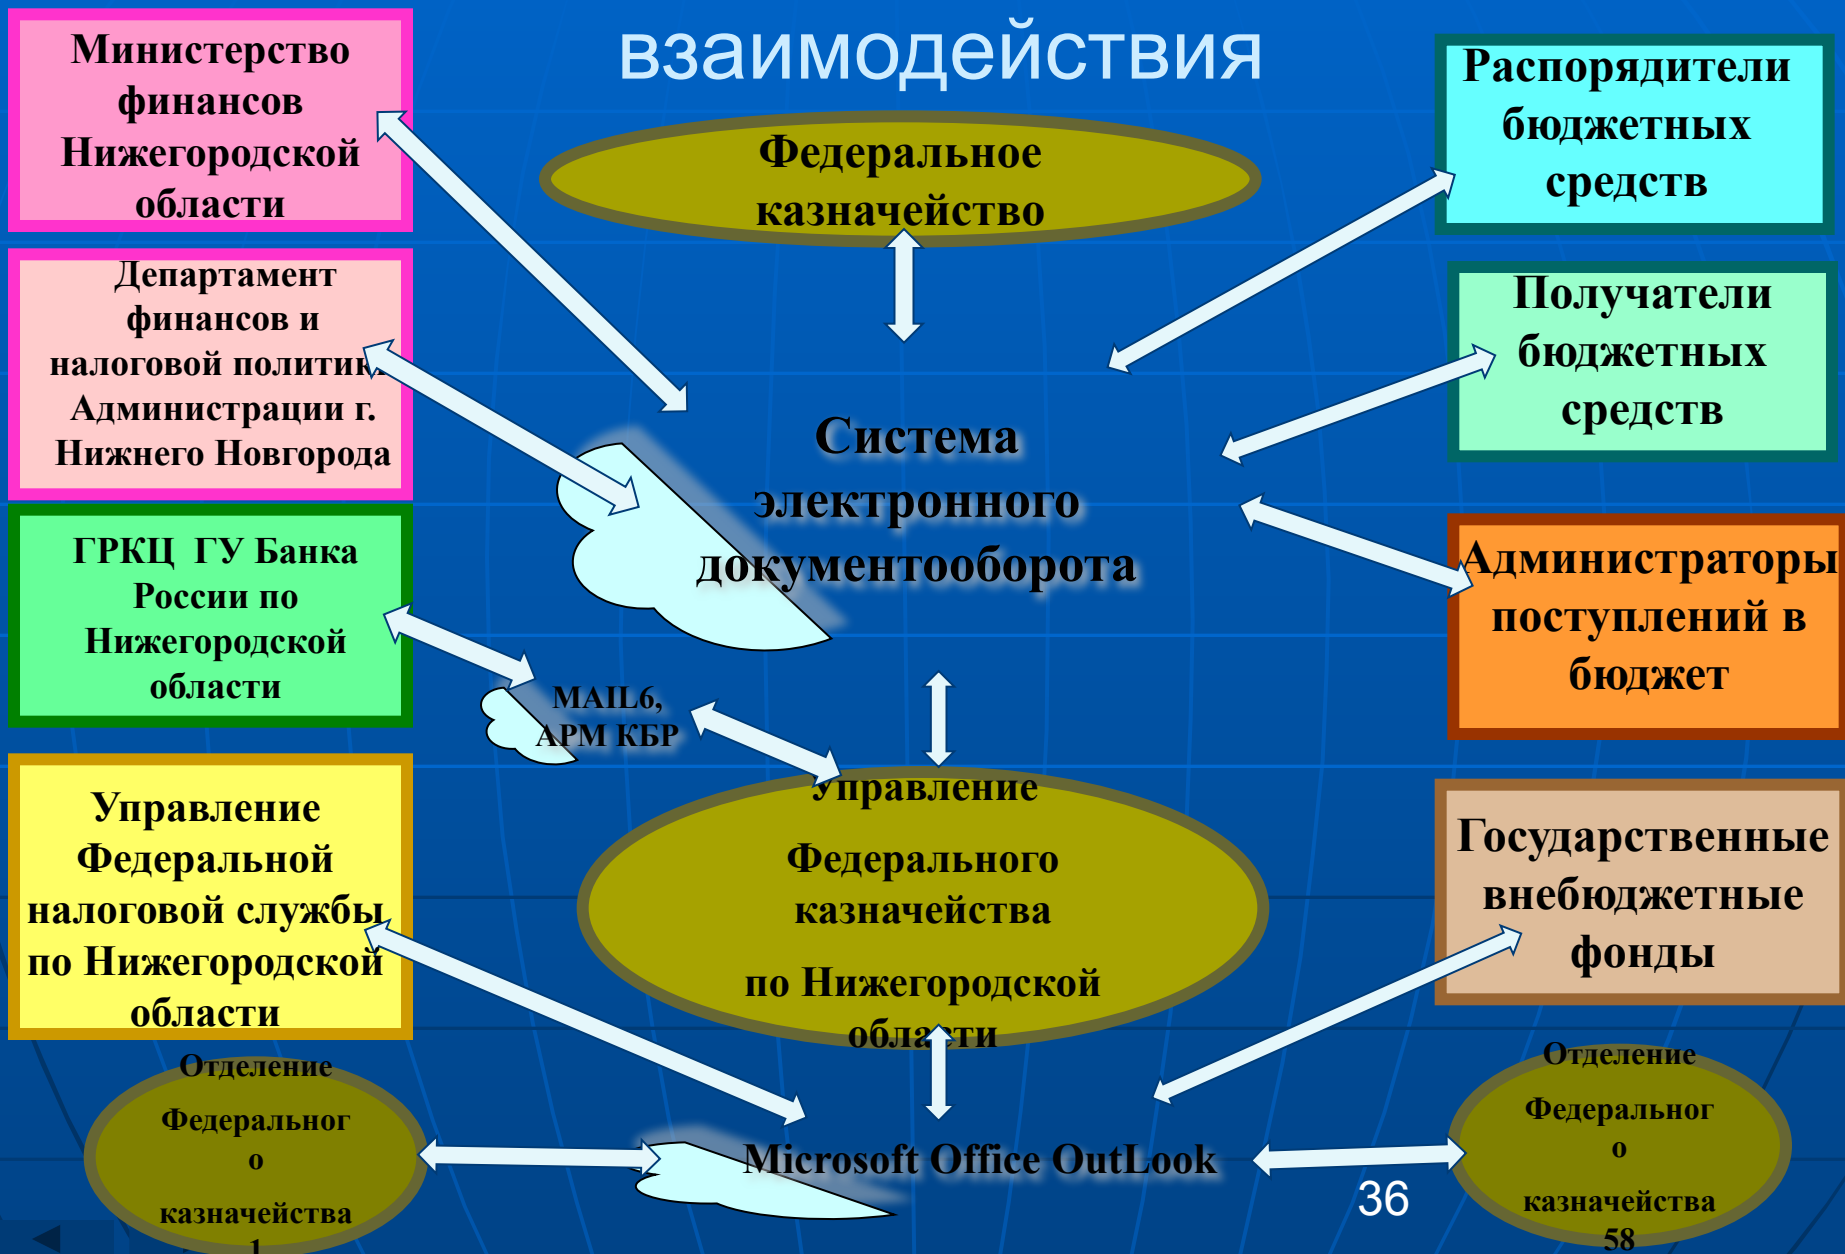 взаимодействия
Министерство
финансов
Нижегородской
области
Федеральное
казначейство
Распорядители
бюджетных
средств
Департамент
финансов и
налоговой политики
Администрации г.
Нижнего Новгорода
Получатели
бюджетных
средств
Система
электронного
документооборота
ГРКЦ ГУ Банка
России по
Нижегородской
области
Администраторы
поступлений в
бюджет
MAIL6,
АРМ КБР
Управление
Федеральной
налоговой службы
по Нижегородской
области
Управление
Федерального
казначейства
по Нижегородской
области
Государственные
внебюджетные
фонды
Отделение
Федеральног
о
казначейства
1
Microsoft Office OutLook
36
Отделение
Федеральног
о
казначейства
58